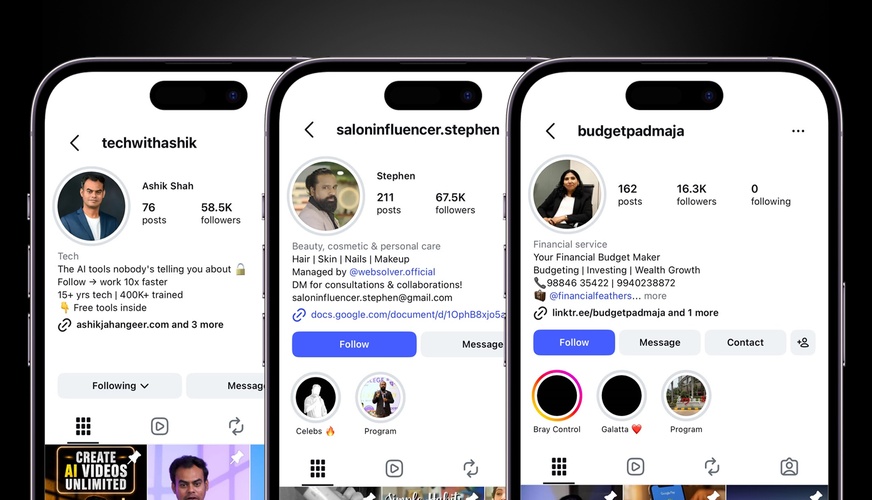 techwithashik
Ashik Shah
76
posts
58.5K
followers
Tech
The AI tools nobody's telling you about 🔓
Follow → work 10x faster
15+ yrs tech | 400K+ trained
👇 Free tools inside
ashikjahangeer.com and 3 more
Following
Messag
CREATE
AI VIDEOS
UNLIMITED
saloninfluencer.stephen
Stephen
211
posts
67.5K
followers
Beauty, cosmetic & personal care
Hair | Skin | Nails | Makeup
Managed by @websolver.official
DM for consultations & collaborations!
saloninfluencer.stephen@gmail.com
docs.google.com/document/d/1OphB8xjo5z
Follow
Message
Celebs 🔥
Program
Simple Habits
budgetpadmaja
162
posts
16.3K
followers
0
following
Financial service
Your Financial Budget Maker
Budgeting | Investing | Wealth Growth
📞98846 35422 | 9940238872
💼 @financialfeathers... more
linktr.ee/budgetpadmaja and 1 more
Follow
Message
Contact
Bray Control
Galatta ❤️
Program